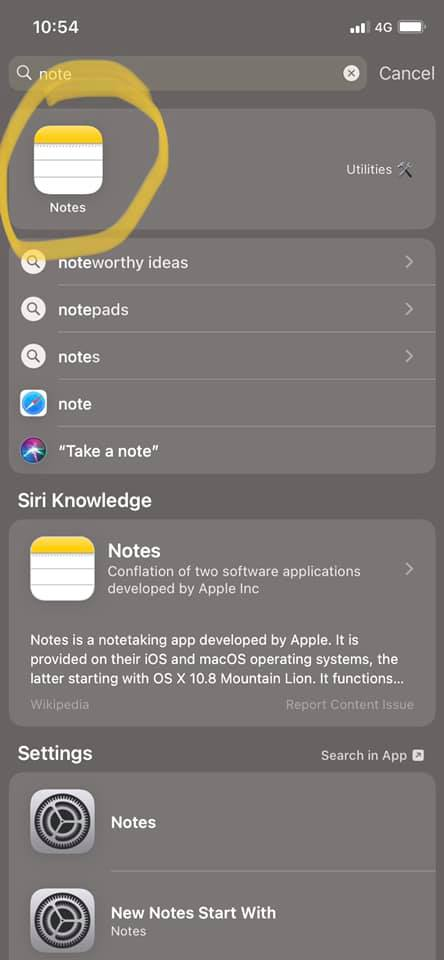 10:54
4G
note
Cancel
Notes
Utilities 🛠
noteworthy ideas
notepads
notes
note
“Take a note”
Siri Knowledge
Notes
Conflation of two software applications
developed by Apple Inc
Notes is a notetaking app developed by Apple. It is
provided on their iOS and macOS operating systems, the
latter starting with OS X 10.8 Mountain Lion. It functions...
Wikipedia
Report Content Issue
Settings
Search in App
Notes
New Notes Start With
Notes